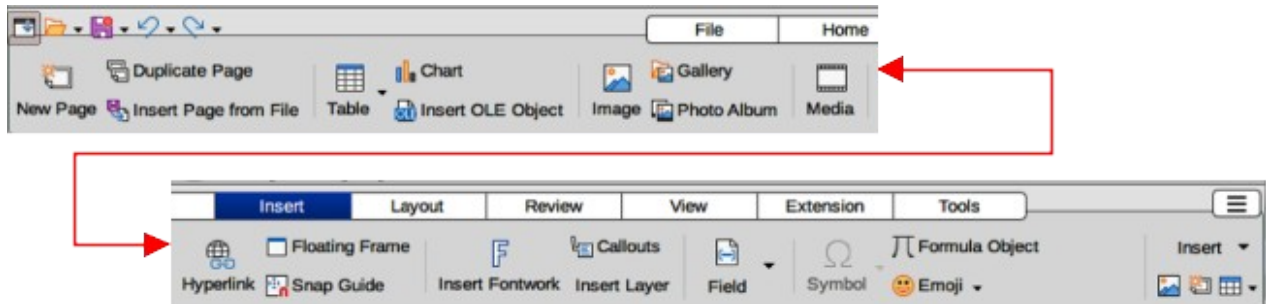 File Home
Duplicate Page Chart Gallery
New Page Insert Page from File Table Insert OLE Object Image Photo Album Media
Insert Layout Review View Extension Tools
Floating Frame Callouts Formula Object Insert
Hyperlink Snap Guide Insert Fontwork Insert Layer Field Symbol Emoji